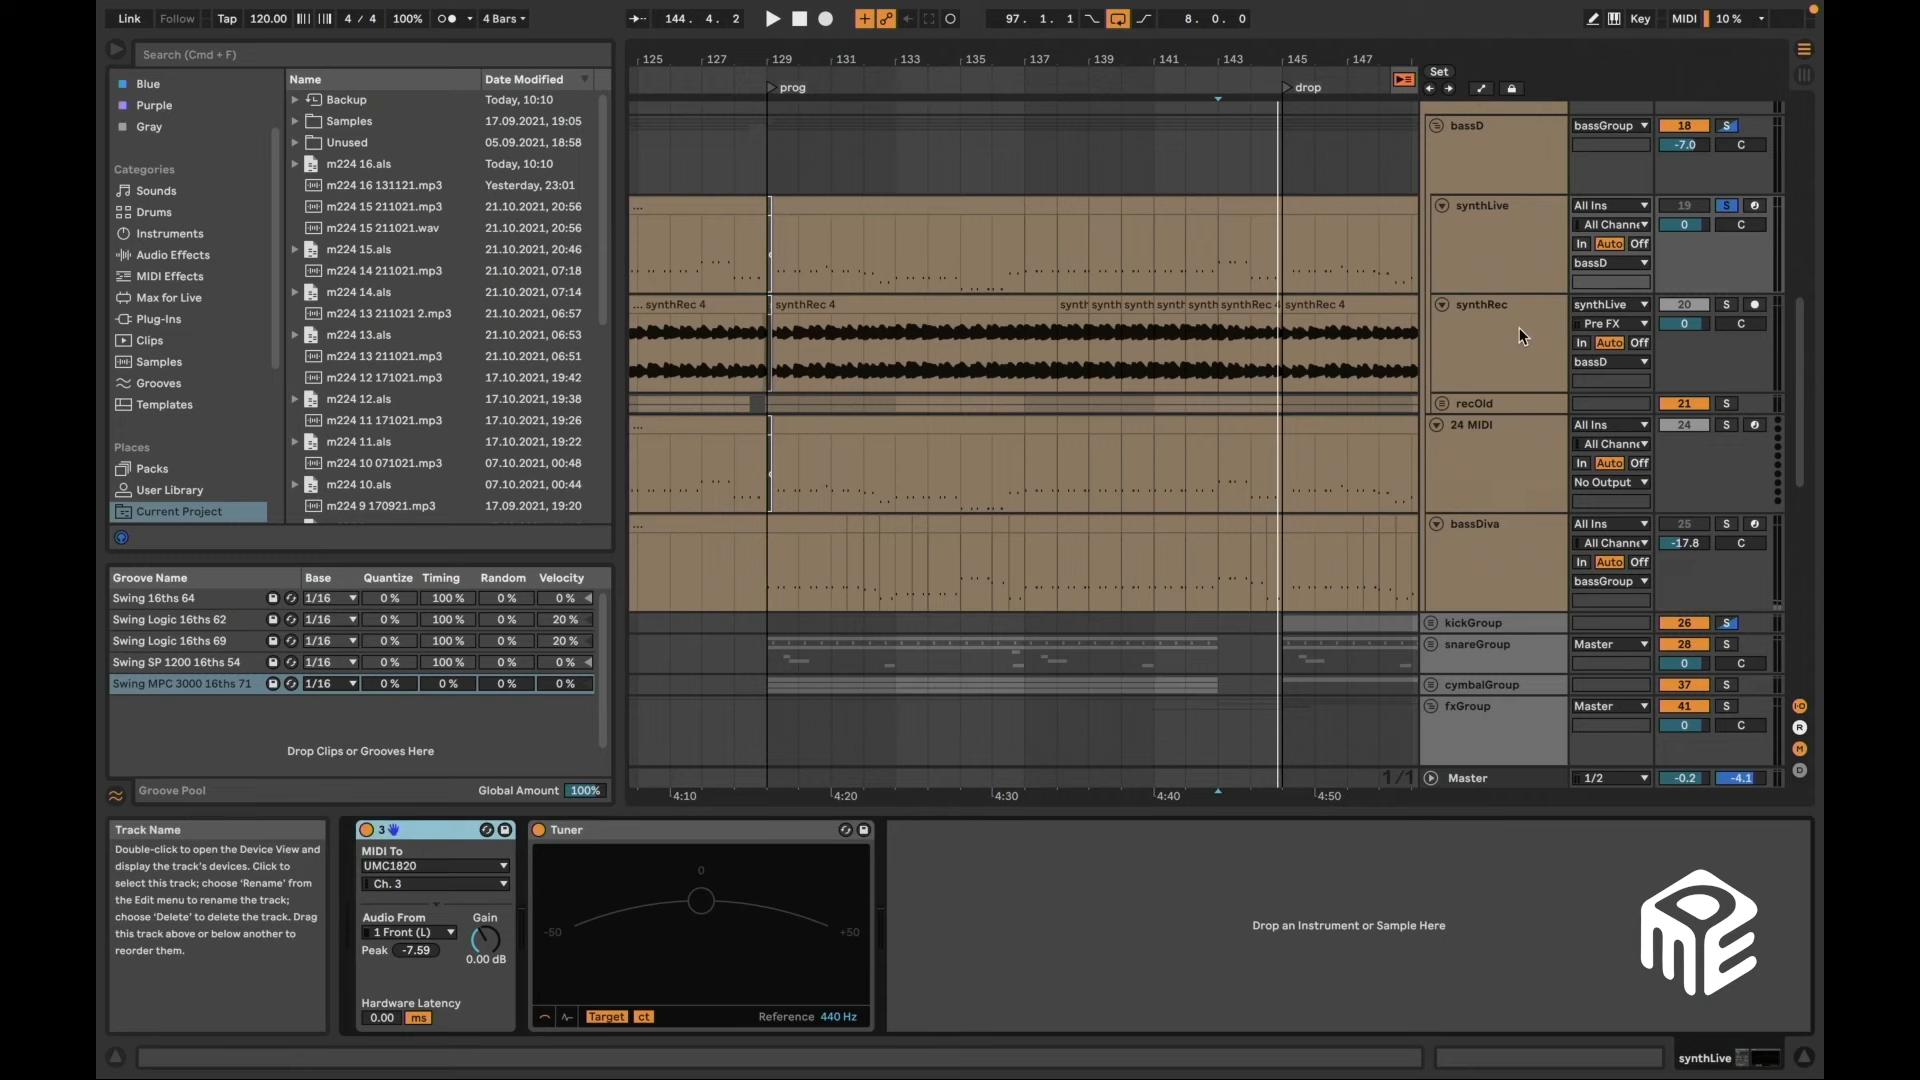 Link Follow Tap 120.00 4 / 4 100% 4 Bars 144. 4. 2 97. 1. 1 8. 0. 0 Key MIDI 10 %
Search (Cmd + F)
Blue
Purple
Gray
Categories
Sounds
Drums
Instruments
Audio Effects
MIDI Effects
Max for Live
Plug-Ins
Clips
Samples
Grooves
Templates
Places
Packs
User Library
Current Project
Name Date Modified
Backup Today, 10:10
Samples 17.09.2021, 19:05
Unused 05.09.2021, 18:58
m224 16.als Today, 10:10
m224 16 131121.mp3 Yesterday, 23:01
m224 15 211021.mp3 21.10.2021, 20:56
m224 15 211021.wav 21.10.2021, 20:56
m224 15.als 21.10.2021, 20:46
m224 14 211021.mp3 21.10.2021, 07:18
m224 14.als 21.10.2021, 07:14
m224 13 211021 2.mp3 21.10.2021, 06:57
m224 13.als 21.10.2021, 06:53
m224 13 211021.mp3 21.10.2021, 06:51
m224 12 171021.mp3 17.10.2021, 19:42
m224 12.als 17.10.2021, 19:38
m224 11 171021.mp3 17.10.2021, 19:26
m224 11.als 17.10.2021, 19:22
m224 10 071021.mp3 07.10.2021, 00:48
m224 10.als 07.10.2021, 00:44
m224 9 170921.mp3 17.09.2021, 19:20
Groove Name Base Quantize Timing Random Velocity
Swing 16ths 64 1/16 0 % 100 % 0 % 0 %
Swing Logic 16ths 62 1/16 0 % 100 % 0 % 20 %
Swing Logic 16ths 69 1/16 0 % 100 % 0 % 20 %
Swing SP 1200 16ths 54 1/16 0 % 100 % 0 % 0 %
Swing MPC 3000 16ths 71 1/16 0 % 0 % 0 % 0 %
Drop Clips or Grooves Here
Groove Pool Global Amount 100%
125 127 129 131 133 135 137 139 141 143 145 147
prog drop
Set
bassD bassGroup 18 S
-7.0 C
... synthLive All Ins 19 S
All Channe 0 C
In Auto Off
bassD
... synthRec 4 synthRec 4 synth synth synth synth synth synthRec 4 synthRec 4 synthRec synthLive 20 S
Pre FX 0 C
In Auto Off
bassD
recOld 21 S
... 24 MIDI All Ins 24 S
All Channe
In Auto Off
No Output
... bassDiva All Ins 25 S
All Channe -17.8 C
In Auto Off
bassGroup
kickGroup 26 S
snareGroup Master 28 S
0 C
cymbalGroup 37 S
fxGroup Master 41 S
0 C
1/1 Master 1/2 -0.2 -4.1
I·O
R
M
D
4:10 4:20 4:30 4:40 4:50
Track Name
Double-click to open the Device View and
display the track's devices. Click to
select this track; choose ‘Rename’ from
the Edit menu to rename the track;
choose ‘Delete’ to delete the track. Drag
this track above or below another to
reorder them.
3
MIDI To
UMC1820
Ch. 3
Audio From Gain
1 Front (L)
Peak -7.59
0.00 dB
Hardware Latency
0.00 ms
Tuner
0
-50 +50
Target ct Reference 440 Hz
Drop an Instrument or Sample Here
synthLive